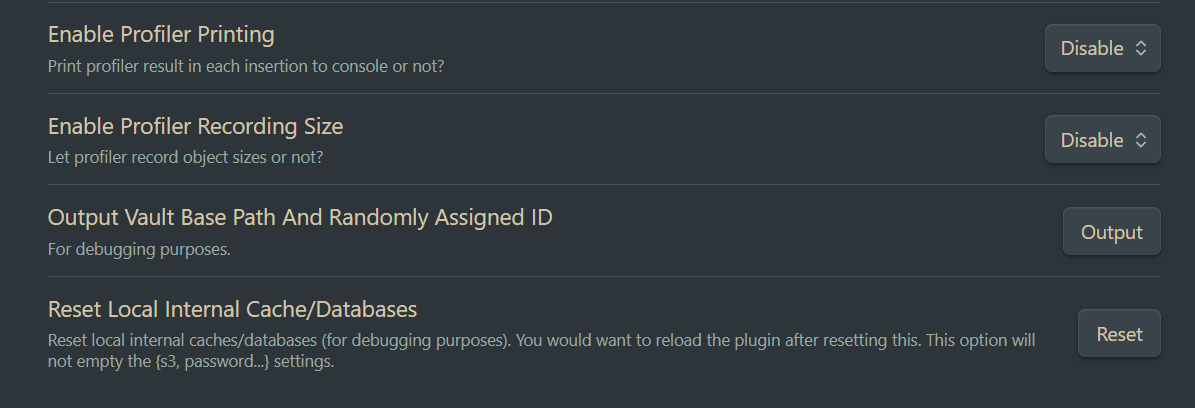 Enable Profiler Printing
Print profiler result in each insertion to console or not?
Disable
Enable Profiler Recording Size
Let profiler record object sizes or not?
Disable
Output Vault Base Path And Randomly Assigned ID
For debugging purposes.
Output
Reset Local Internal Cache/Databases
Reset local internal caches/databases (for debugging purposes). You would want to reload the plugin after resetting this. This option will
not empty the {s3, password...} settings.
Reset